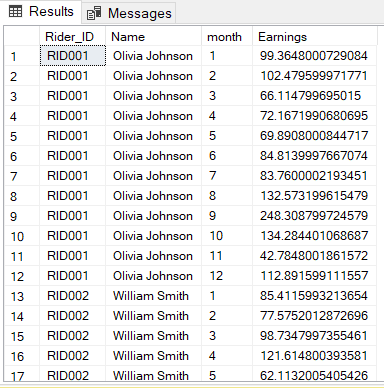 Results Messages
Rider_ID Name month Earnings
1 RID001 Olivia Johnson 1 99.3648000729084
2 RID001 Olivia Johnson 2 102.479599971771
3 RID001 Olivia Johnson 3 66.114799695015
4 RID001 Olivia Johnson 4 72.1671990680695
5 RID001 Olivia Johnson 5 69.8908000844717
6 RID001 Olivia Johnson 6 84.8139997667074
7 RID001 Olivia Johnson 7 83.7600002193451
8 RID001 Olivia Johnson 8 132.573199615479
9 RID001 Olivia Johnson 9 248.308799724579
10 RID001 Olivia Johnson 10 134.284401068687
11 RID001 Olivia Johnson 11 42.7848001861572
12 RID001 Olivia Johnson 12 112.891599111557
13 RID002 William Smith 1 85.4115993213654
14 RID002 William Smith 2 77.5752012872696
15 RID002 William Smith 3 98.7347997355461
16 RID002 William Smith 4 121.614800393581
17 RID002 William Smith 5 62.1132005405426